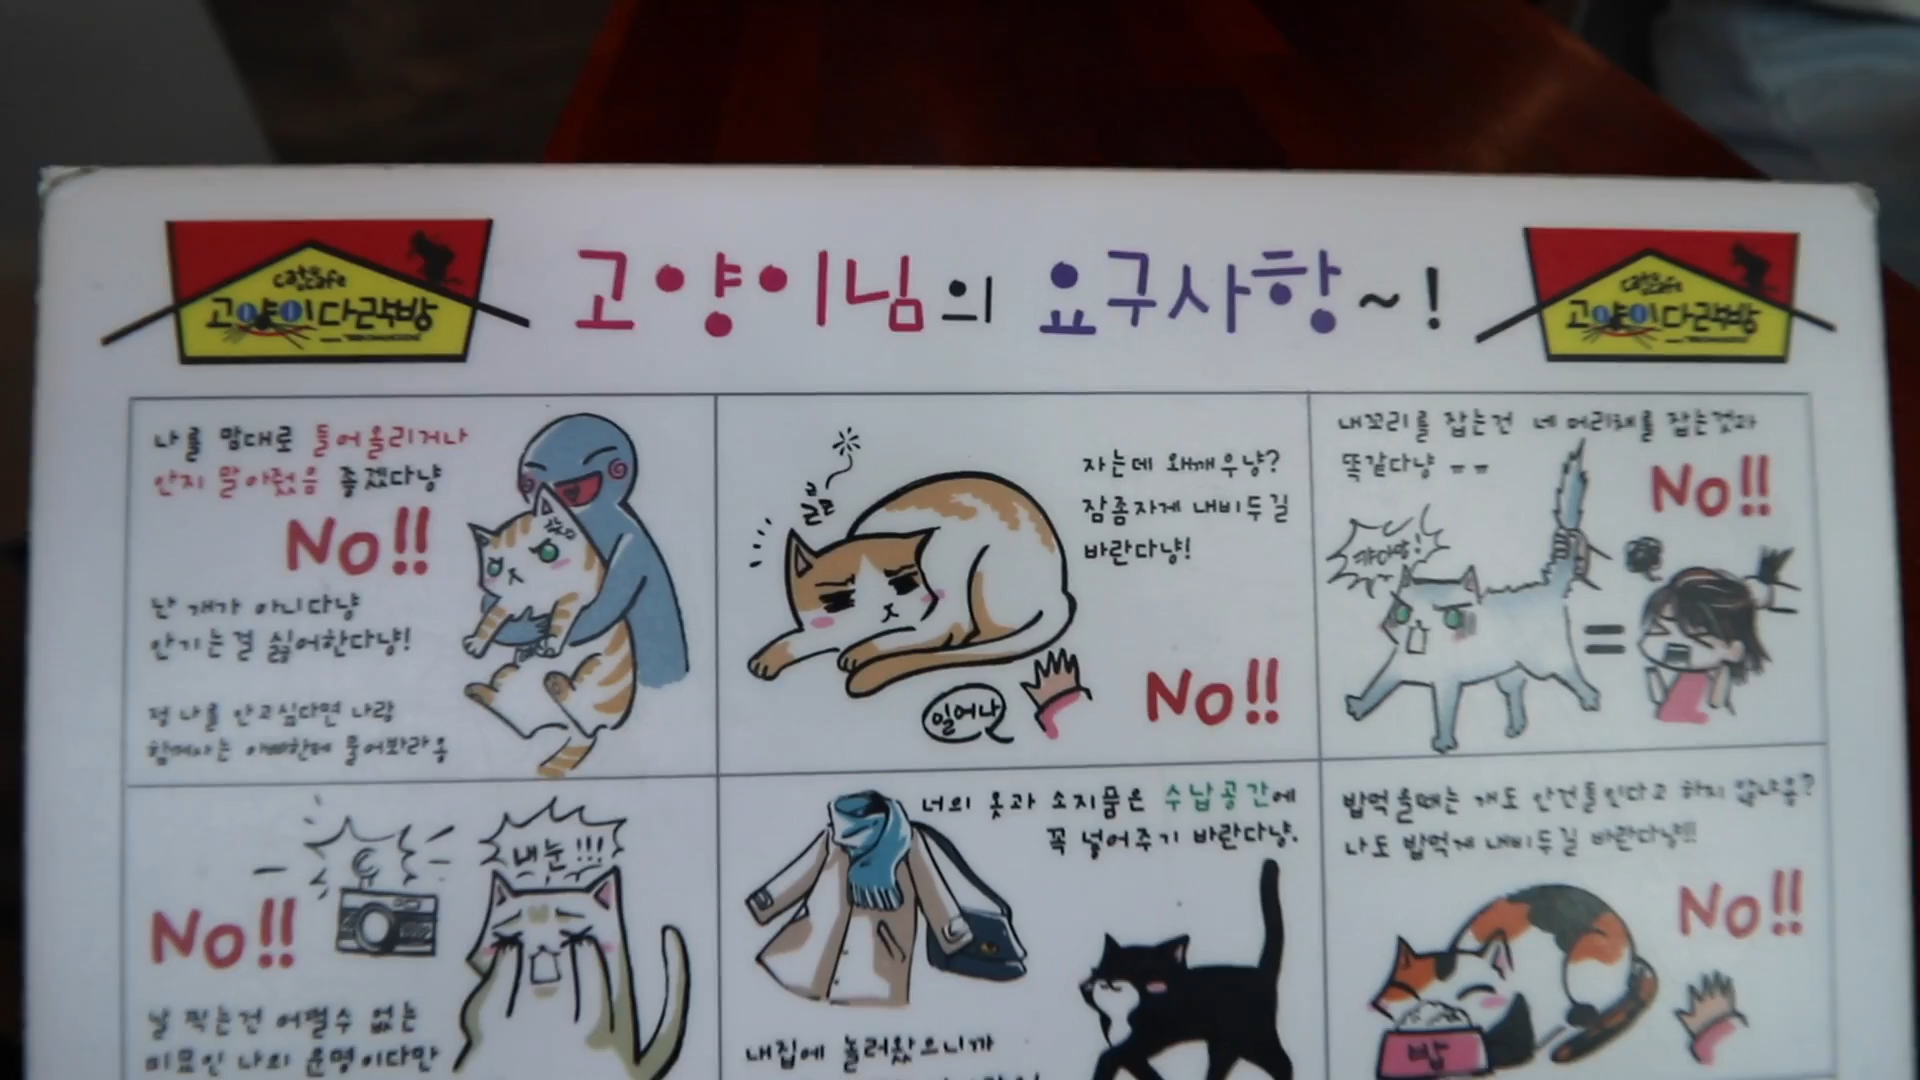 cat cafe
고양이다락방
고양이님의 요구사항~!
cat cafe
고양이다락방
나를 맘대로 들어올리거나
안지 말아줬음 좋겠다냥
No!!
난 개가 아니다냥
안기는걸 싫어한다냥!
정 나를 안고싶다면 나랑
함께사는 아빠한테 물어봐라옹
자는데 왜깨우냥?
잠좀자게 내비두길
바란다냥!
일어나
No!!
내꼬리를 잡는건 네 머리채를 잡는것과
똑같다냥 ㅠㅠ
No!!
=
내눈!!!
No!!
날 찍는건 어쩔수 없는
미묘인 나의 운명이다만
너의 옷과 소지품은 수납공간에
꼭 넣어주기 바란다냥.
내집에 놀러왔으니까
밥먹을때는 개도 안건들인다고 하지 않냐옹?
나도 밥먹게 내비두길 바란다냥!!
No!!
밥